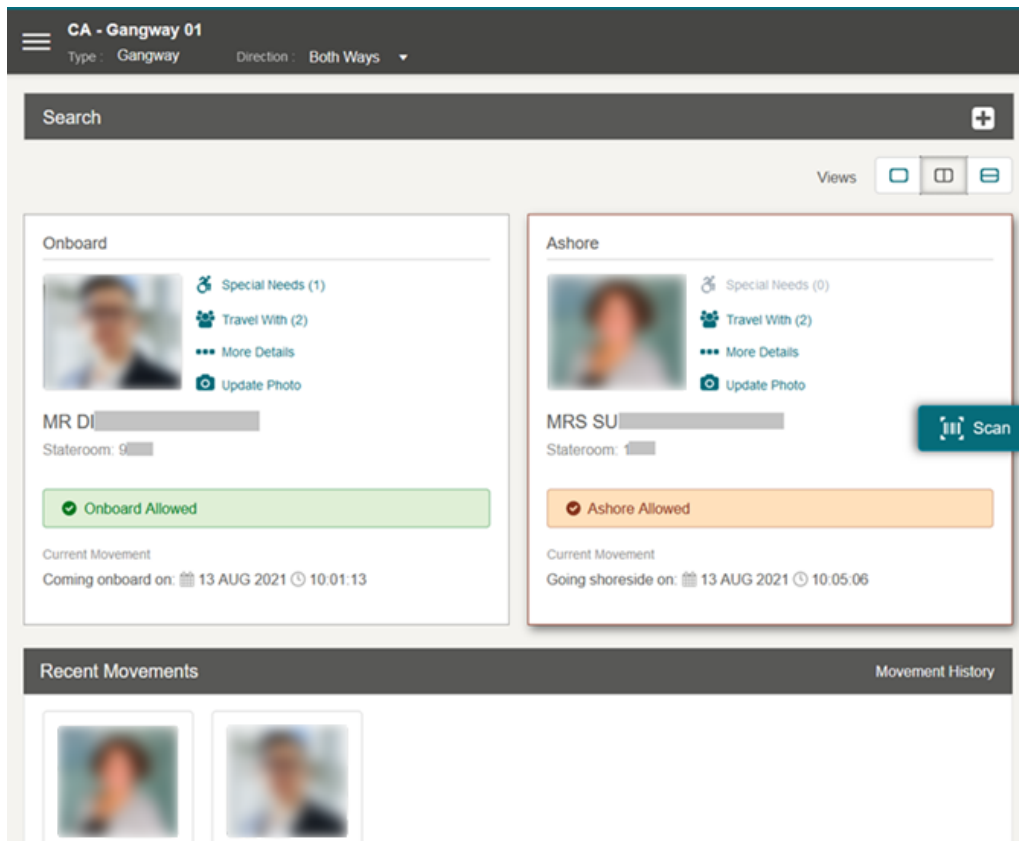 CA - Gangway 01
Type : Gangway Direction : Both Ways
Search
Views
Onboard
Special Needs (1)
Travel With (2)
More Details
Update Photo
MR DI
Stateroom: 9
Onboard Allowed
Current Movement
Coming onboard on: 13 AUG 2021 10:01:13
Ashore
Special Needs (0)
Travel With (2)
More Details
Update Photo
MRS SU
Stateroom: 1
Ashore Allowed
Current Movement
Going shoreside on: 13 AUG 2021 10:05:06
Scan
Recent Movements Movement History